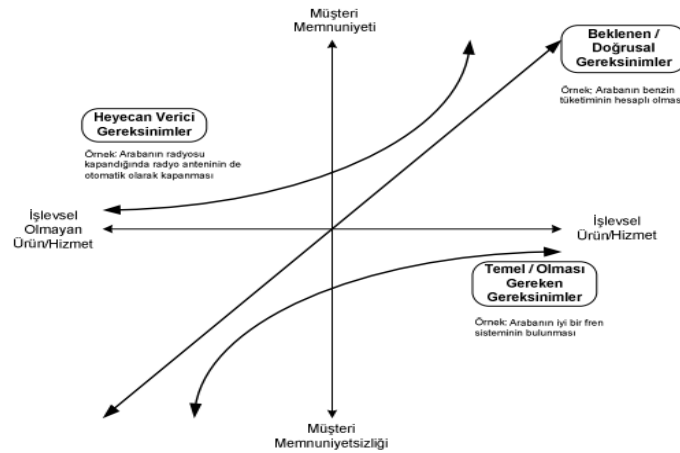 Müşteri
Memnuniyeti
Beklenen /
Doğrusal
Gereksinimler
Örnek; Arabanın benzin
tüketiminin hesaplı olması
Heyecan Verici
Gereksinimler
Örnek: Arabanın radyosu
kapandığında radyo anteninin de
otomatik olarak kapanması
İşlevsel
Olmayan
Ürün/Hizmet
İşlevsel
Ürün/Hizmet
Temel / Olması
Gereken
Gereksinimler
Örnek: Arabanın iyi bir fren
sisteminin bulunması
Müşteri
Memnuniyetsizliği